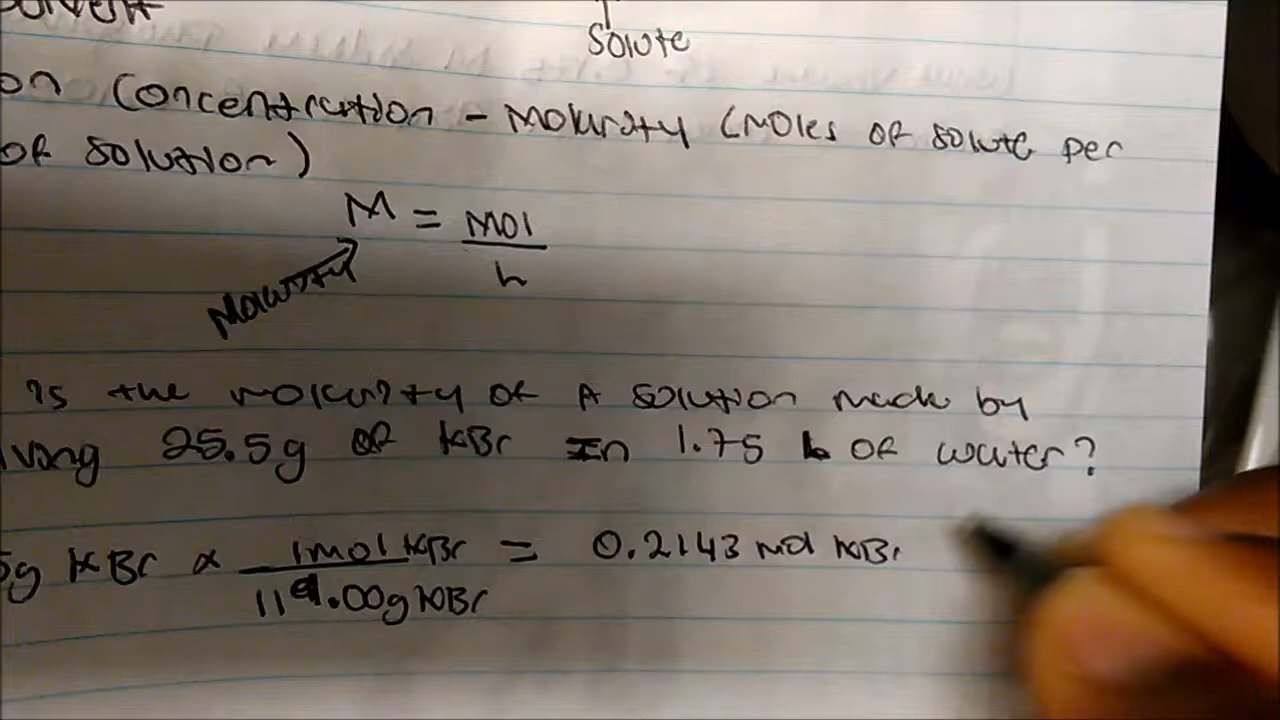 Solvent
Solute
on Concentration - Molarity (Moles of solute per
of solution)
M = mol
L
Molarity
is the molarity of A solution made by
lving 25.5g of KBr In 1.75 L of water?
5g KBr x 1mol KBr = 0.2143 mol KBr
119.00g KBr